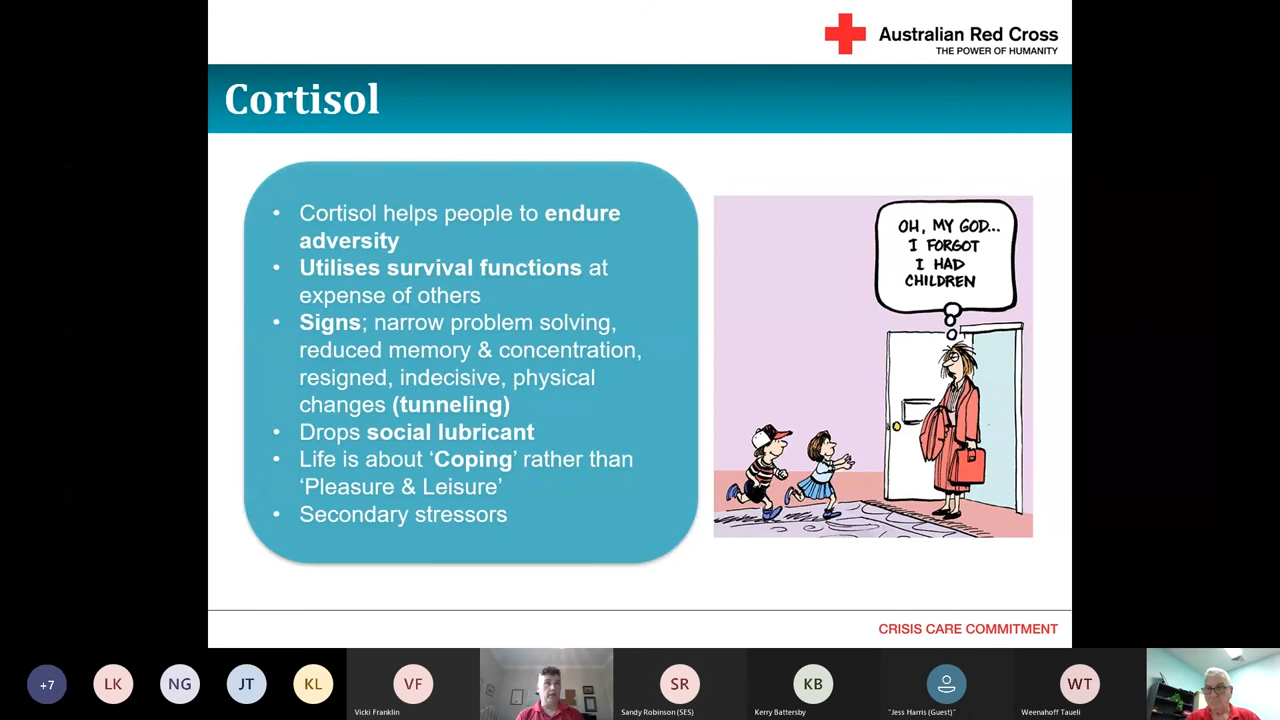 Australian Red Cross
THE POWER OF HUMANITY
Cortisol
• Cortisol helps people to endure
adversity
• Utilises survival functions at
expense of others
• Signs; narrow problem solving,
reduced memory & concentration,
resigned, indecisive, physical
changes (tunneling)
• Drops social lubricant
• Life is about ‘Coping’ rather than
‘Pleasure & Leisure’
• Secondary stressors
OH, MY GOD...
I FORGOT
I HAD
CHILDREN
CRISIS CARE COMMITMENT
+7
LK
NG
JT
KL
VF
Vicki Franklin
SR
Sandy Robinson (SES)
KB
Kerry Battersby
"Jess Harris (Guest)"
WT
Weenahoff Taueli